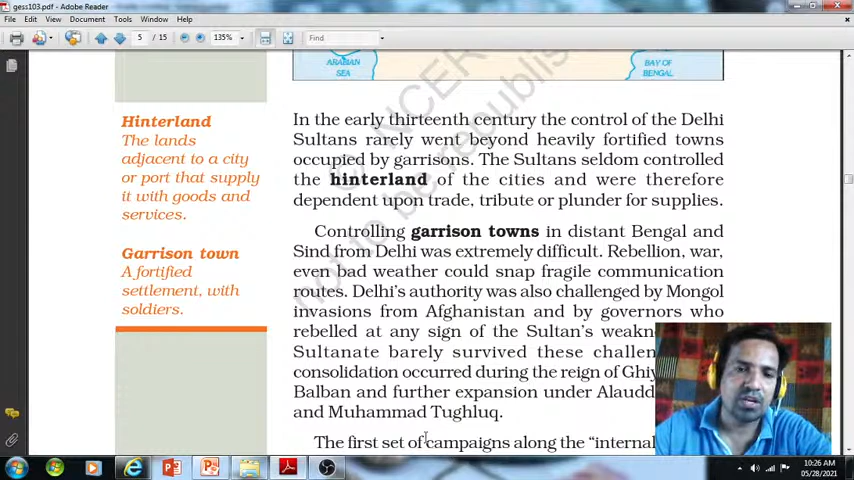 gess103.pdf - Adobe Reader
File Edit View Document Tools Window Help
5 / 15 135% Find
ARABIAN
SEA
BAY OF
BENGAL
Hinterland
The lands
adjacent to a city
or port that supply
it with goods and
services.
Garrison town
A fortified
settlement, with
soldiers.
In the early thirteenth century the control of the Delhi
Sultans rarely went beyond heavily fortified towns
occupied by garrisons. The Sultans seldom controlled
the hinterland of the cities and were therefore
dependent upon trade, tribute or plunder for supplies.
Controlling garrison towns in distant Bengal and
Sind from Delhi was extremely difficult. Rebellion, war,
even bad weather could snap fragile communication
routes. Delhi's authority was also challenged by Mongol
invasions from Afghanistan and by governors who
rebelled at any sign of the Sultan's
Sultanate barely survived these
consolidation occurred during the reign of
Balban and further expansion under
and Muhammad Tughluq.
The first set of campaigns along the "internal
not to be republis
10:26 AM
05/28/2021